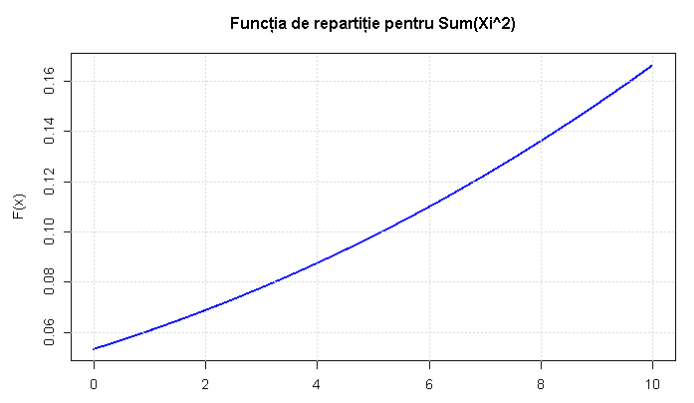 Funcția de repartiție pentru Sum(Xi^2)
F(x)
0.16
0.14
0.12
0.10
0.08
0.06
0 2 4 6 8 10